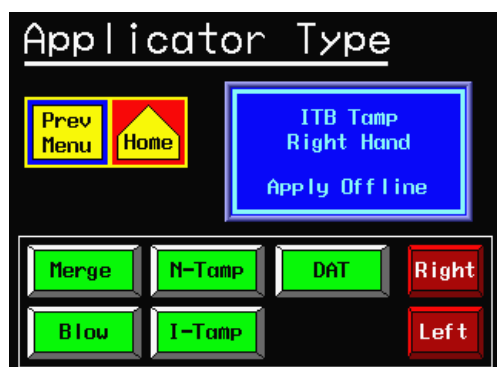 Applicator Type
Prev
Menu
Home
ITB Tamp
Right Hand
Apply Offline
Merge
N-Tamp
DAT
Right
Blow
I-Tamp
Left